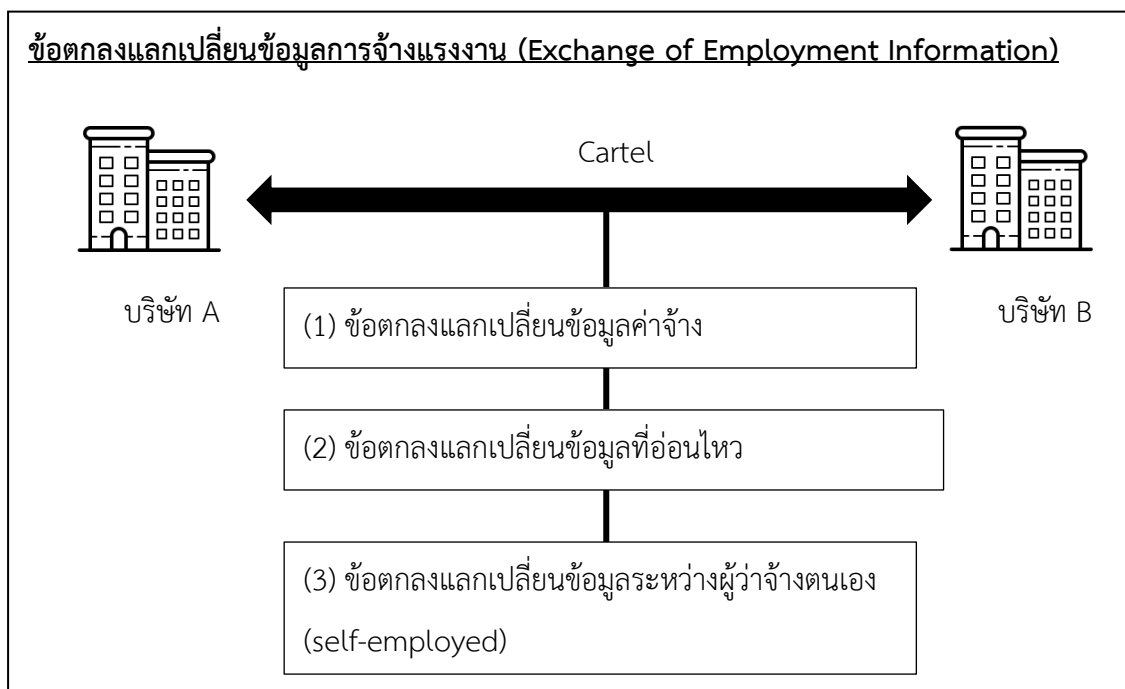 ข้อตกลงแลกเปลี่ยนข้อมูลการจ้างแรงงาน (Exchange of Employment Information)
Cartel
บริษัท A
บริษัท B
(1) ข้อตกลงแลกเปลี่ยนข้อมูลค่าจ้าง
(2) ข้อตกลงแลกเปลี่ยนข้อมูลที่อ่อนไหว
(3) ข้อตกลงแลกเปลี่ยนข้อมูลระหว่างผู้ว่าจ้างตนเอง
(self-employed)